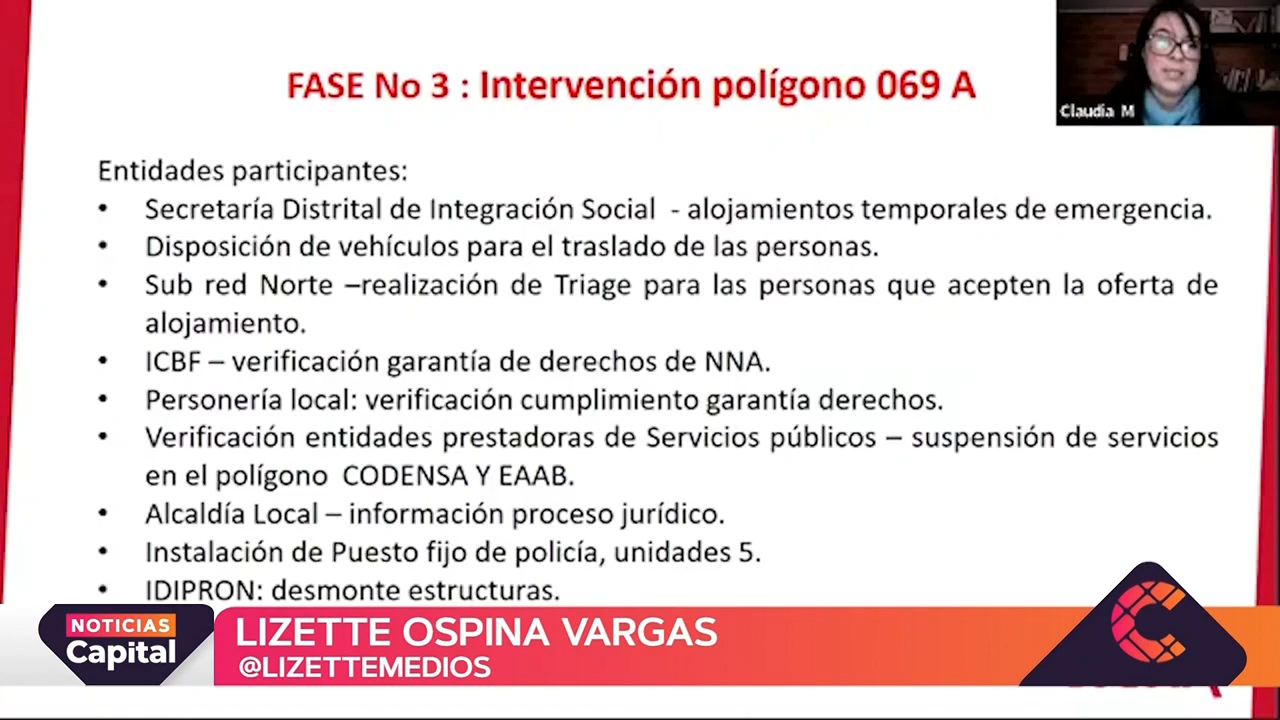 FASE No 3 : Intervención polígono 069 A
Claudia M
Entidades participantes:
• Secretaría Distrital de Integración Social - alojamientos temporales de emergencia.
• Disposición de vehículos para el traslado de las personas.
• Sub red Norte –realización de Triage para las personas que acepten la oferta de
alojamiento.
• ICBF – verificación garantía de derechos de NNA.
• Personería local: verificación cumplimiento garantía derechos.
• Verificación entidades prestadoras de Servicios públicos – suspensión de servicios
en el polígono CODENSA Y EAAB.
• Alcaldía Local – información proceso jurídico.
• Instalación de Puesto fijo de policía, unidades 5.
• IDIPRON: desmonte estructuras.
NOTICIAS
Capital
LIZETTE OSPINA VARGAS
@LIZETTEMEDIOS
C